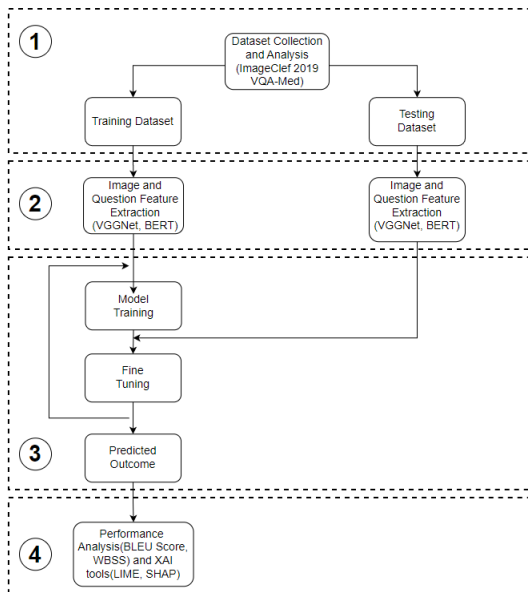 1
Dataset Collection
and Analysis
(ImageClef 2019
VQA-Med)
Training Dataset
Testing
Dataset
2
Image and
Question Feature
Extraction
(VGGNet, BERT)
Image and
Question Feature
Extraction
(VGGNet, BERT)
Model
Training
Fine
Tuning
3
Predicted
Outcome
4
Performance
Analysis(BLEU Score,
WBSS) and XAI
tools(LIME, SHAP)